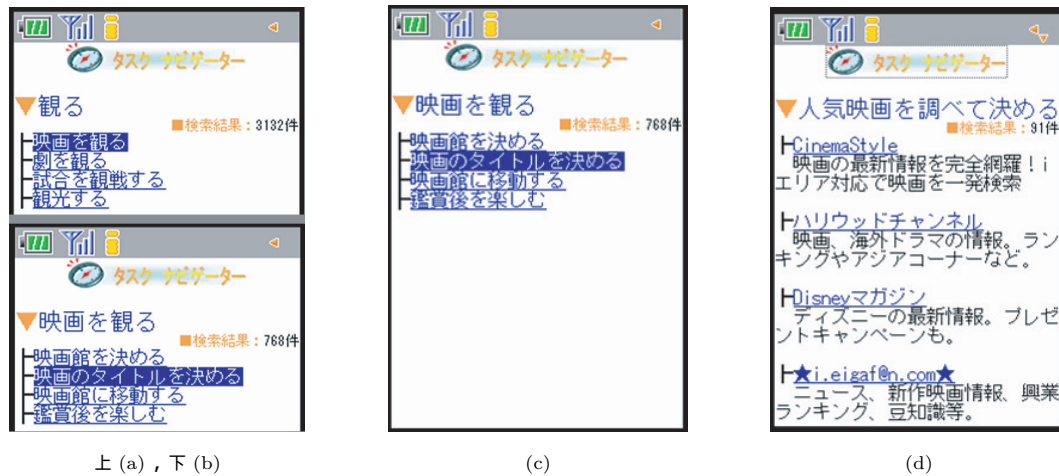 タスク ナビゲーター
▼観る
■検索結果：3132件
映画を観る
劇を観る
試合を観戦する
観光する
タスク ナビゲーター
▼映画を観る
■検索結果：768件
映画館を決める
映画のタイトルを決める
映画館に移動する
鑑賞後を楽しむ
上 (a) , 下 (b)
タスク ナビゲーター
▼映画を観る
■検索結果：768件
映画館を決める
映画のタイトルを決める
映画館に移動する
鑑賞後を楽しむ
(c)
タスク ナビゲーター
▼人気映画を調べて決める
■検索結果：91件
CinemaStyle
映画の最新情報を完全網羅！i
エリア対応で映画を一発検索
ハリウッドチャンネル
映画、海外ドラマの情報。ラン
キングやアジアコーナーなど。
Disneyマガジン
ディズニーの最新情報。プレゼ
ントキャンペーンも。
★i.eigaf@n.com★
ニュース、新作映画情報、興業
ランキング、豆知識等。
(d)